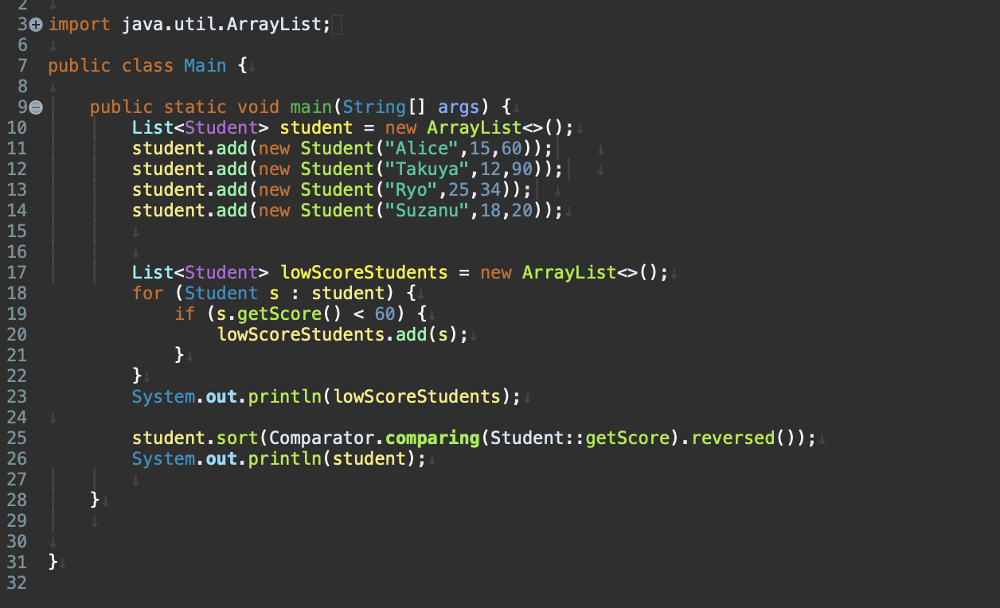 2
3 import java.util.ArrayList;
6
7 public class Main {
8
9 public static void main(String[] args) {
10 List<Student> student = new ArrayList<>();
11 student.add(new Student("Alice",15,60));
12 student.add(new Student("Takuya",12,90));
13 student.add(new Student("Ryo",25,34));
14 student.add(new Student("Suzanu",18,20));
15
16
17 List<Student> lowScoreStudents = new ArrayList<>();
18 for (Student s : student) {
19 if (s.getScore() < 60) {
20 lowScoreStudents.add(s);
21 }
22 }
23 System.out.println(lowScoreStudents);
24
25 student.sort(Comparator.comparing(Student::getScore).reversed());
26 System.out.println(student);
27
28 }
29
30
31 }
32